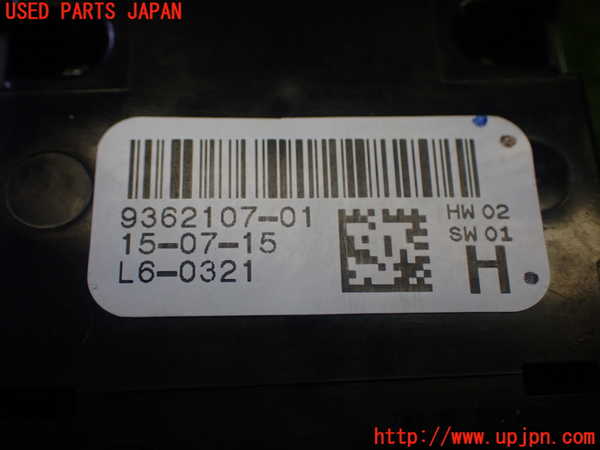 USED PARTS JAPAN
9362107-01
15-07-15
L6-0321
HW 02
SW 01
H
http://www.upjpn.com/